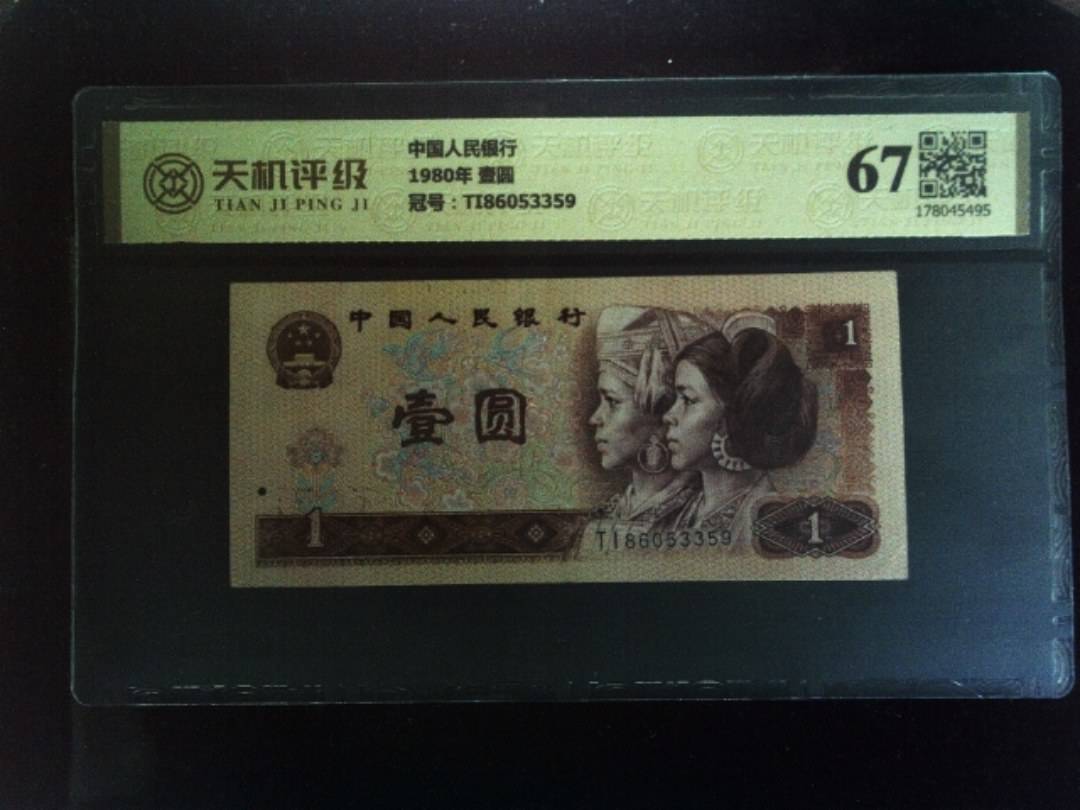 天机评级
TIAN JI PING JI
中国人民银行
1980年 壹圆
冠号：TI86053359
67
178045495
中国人民银行
1
壹圆
1
TI86053359
1